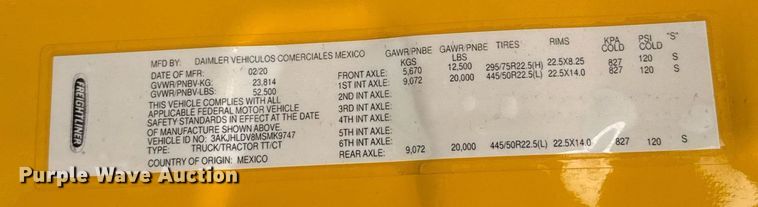 MFD BY: DAIMLER VEHICULOS COMERCIALES MEXICO
DATE OF MFR: 02/20
GVWR/PNBV-KG: 23,814
GVWR/PNBV-LBS: 52,500
THIS VEHICLE COMPLIES WITH ALL
APPLICABLE FEDERAL MOTOR VEHICLE
SAFETY STANDARDS IN EFFECT AT THE DATE
OF MANUFACTURE SHOWN ABOVE.
VEHICLE ID NO.: 3AKJHLDV8MSMK9747
TYPE: TRUCK/TRACTOR TT/CT
COUNTRY OF ORIGIN: MEXICO
GAWR/PNBE KGS GAWR/PNBE LBS TIRES RIMS KPA COLD PSI COLD "S"
FRONT AXLE: 5,670 12,500 295/75R22.5(H) 22.5X8.25 827 120 S
1ST INT AXLE: 9,072 20,000 445/50R22.5(L) 22.5X14.0 827 120 S
2ND INT AXLE:
3RD INT AXLE:
4TH INT AXLE:
5TH INT AXLE:
6TH INT AXLE:
REAR AXLE: 9,072 20,000 445/50R22.5(L) 22.5X14.0 827 120 S
FREIGHTLINER
Purple Wave Auction